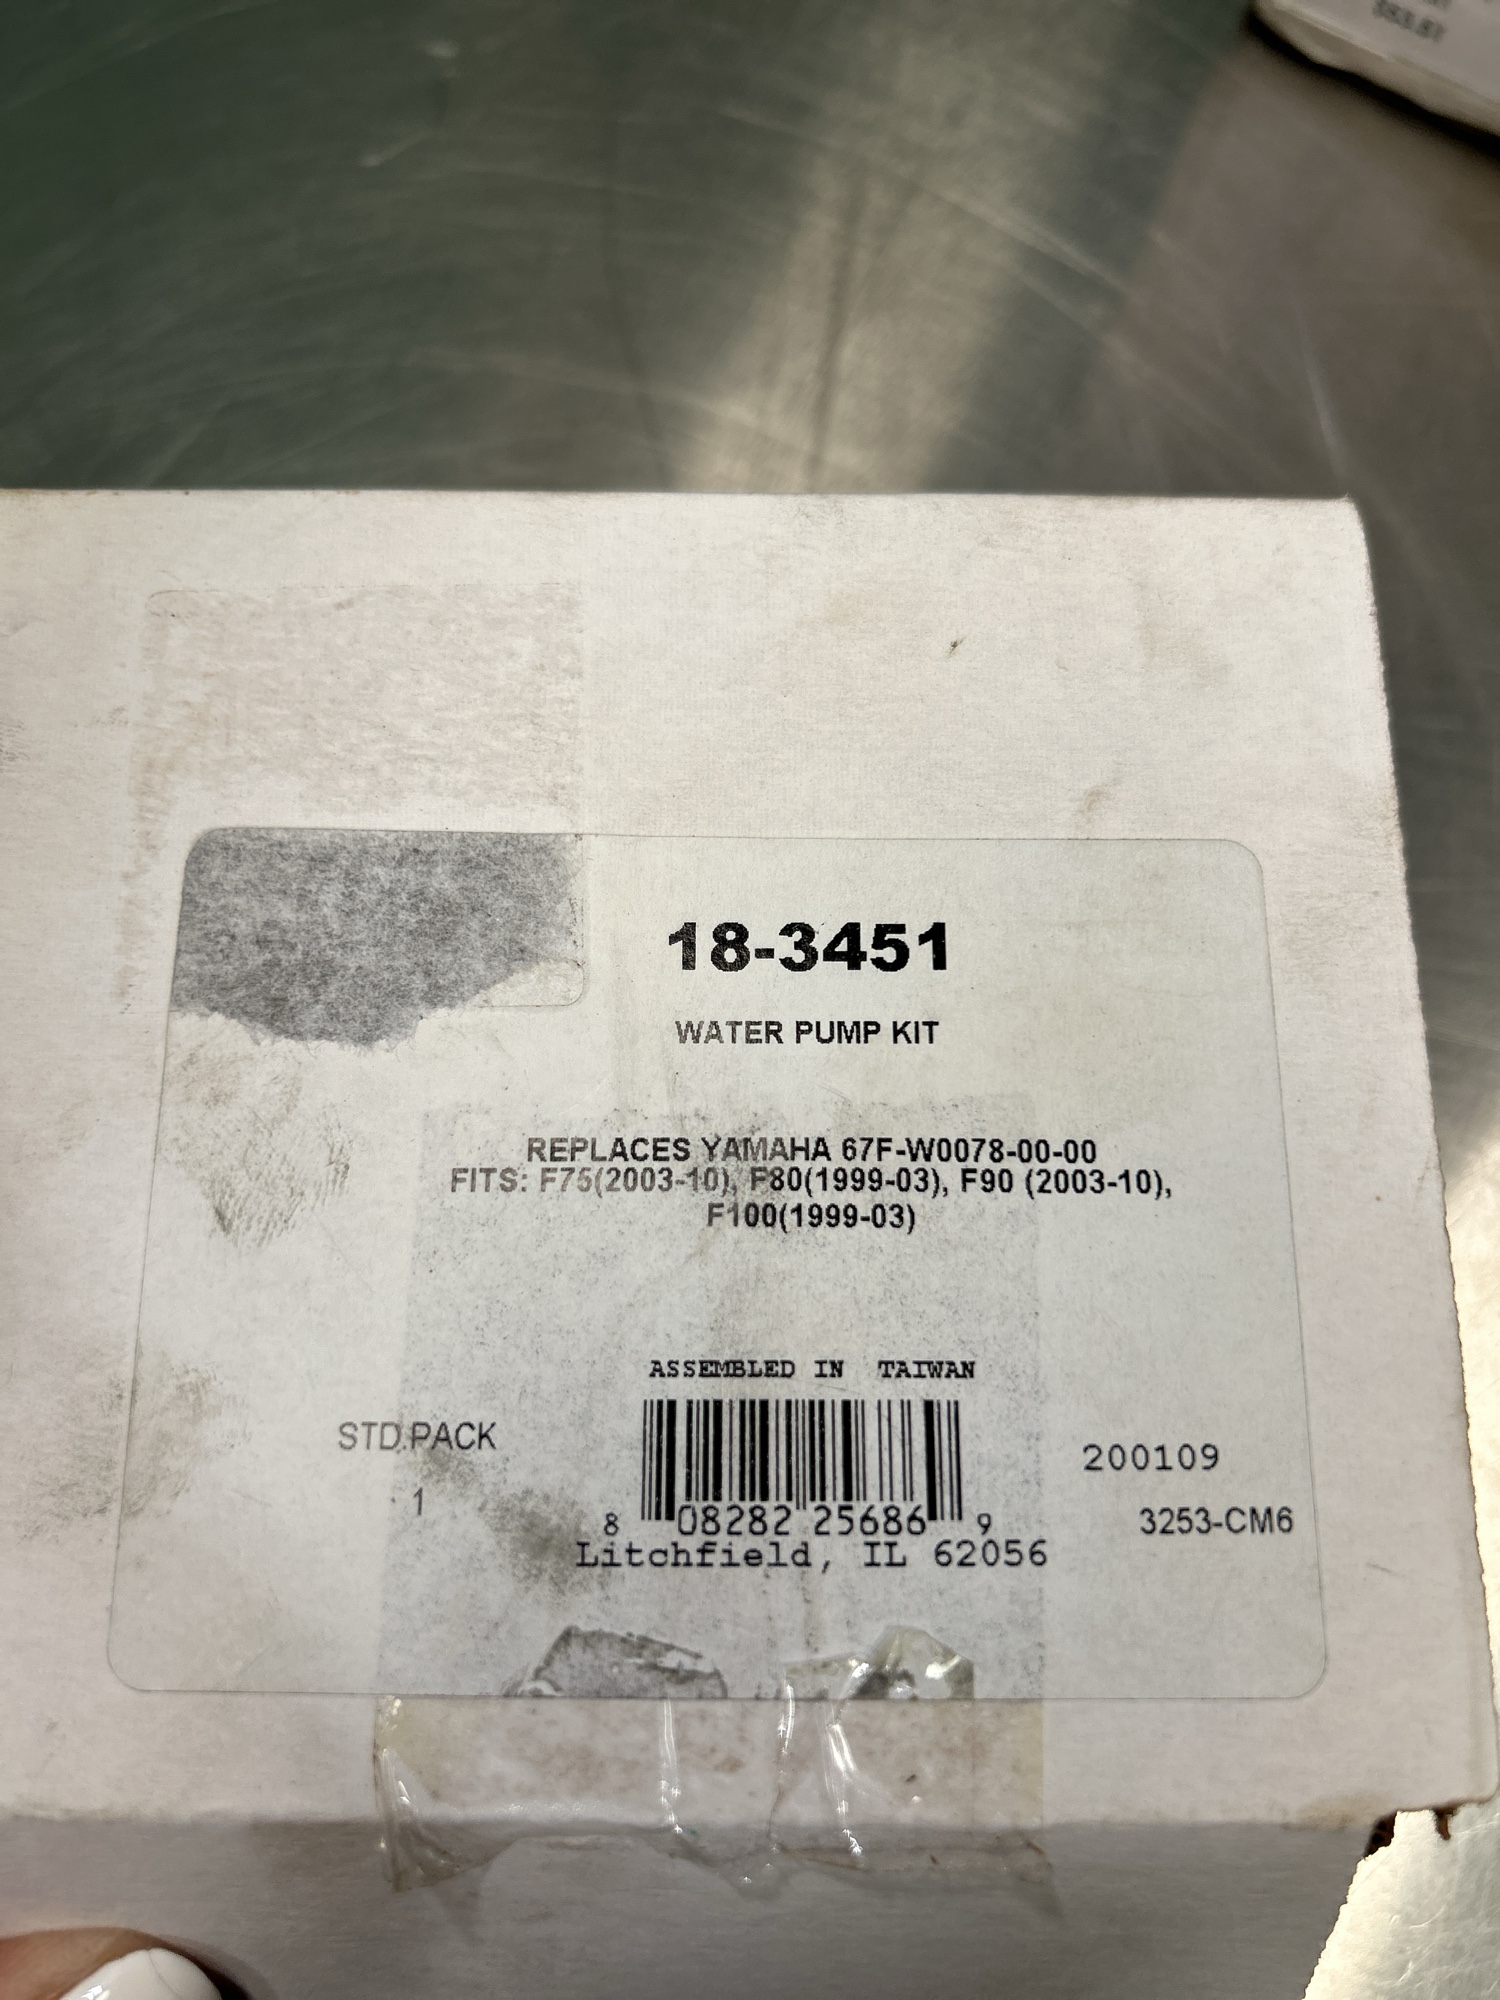 $83.81
18-3451
WATER PUMP KIT
REPLACES YAMAHA 67F-W0078-00-00
FITS: F75(2003-10), F80(1999-03), F90 (2003-10),
F100(1999-03)
ASSEMBLED IN TAIWAN
STD.PACK
1
8 08282 25686 9
Litchfield, IL 62056
200109
3253-CM6